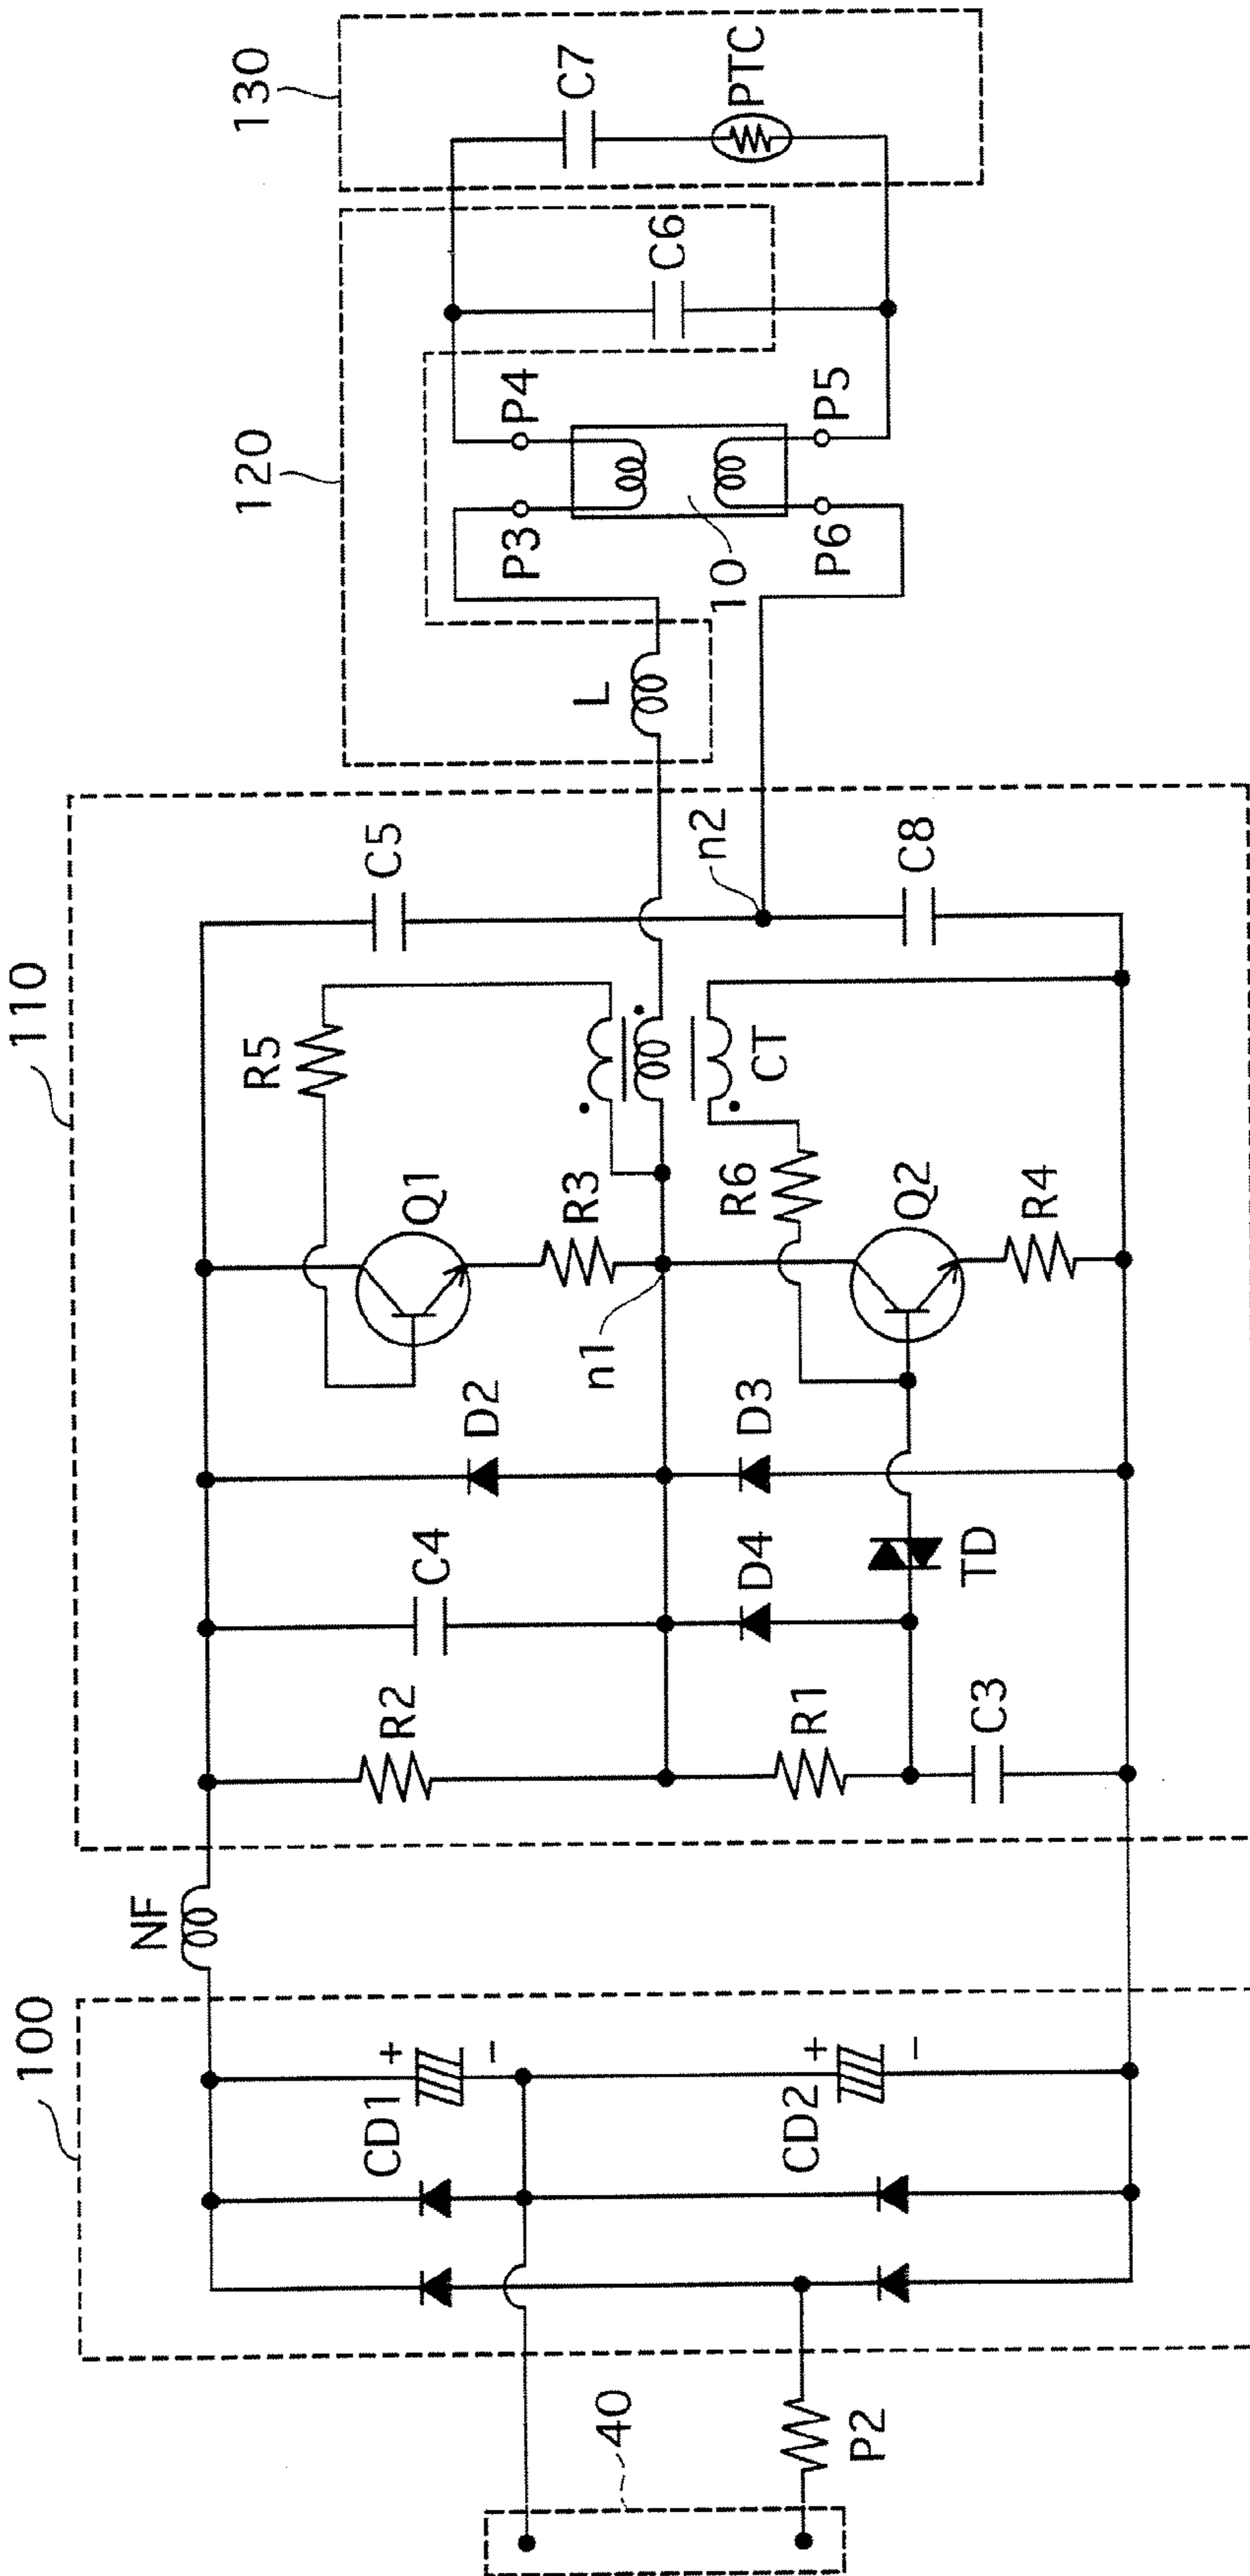 40
P2
100
CD1
+
−
CD2
+
−
NF
110
R2
C4
D2
Q1
R5
C5
n1
R3
R1
D4
D3
R6
CT
n2
C3
TD
Q2
R4
C8
120
L
P3
P4
10
P6
P5
C6
130
C7
PTC